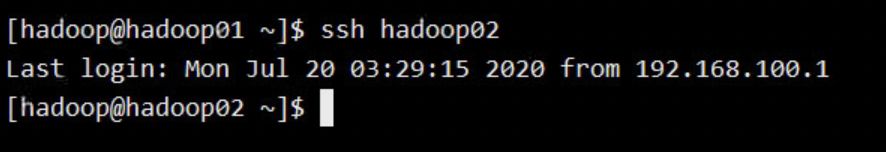 [hadoop@hadoop01 ~]$ ssh hadoop02
Last login: Mon Jul 20 03:29:15 2020 from 192.168.100.1
[hadoop@hadoop02 ~]$